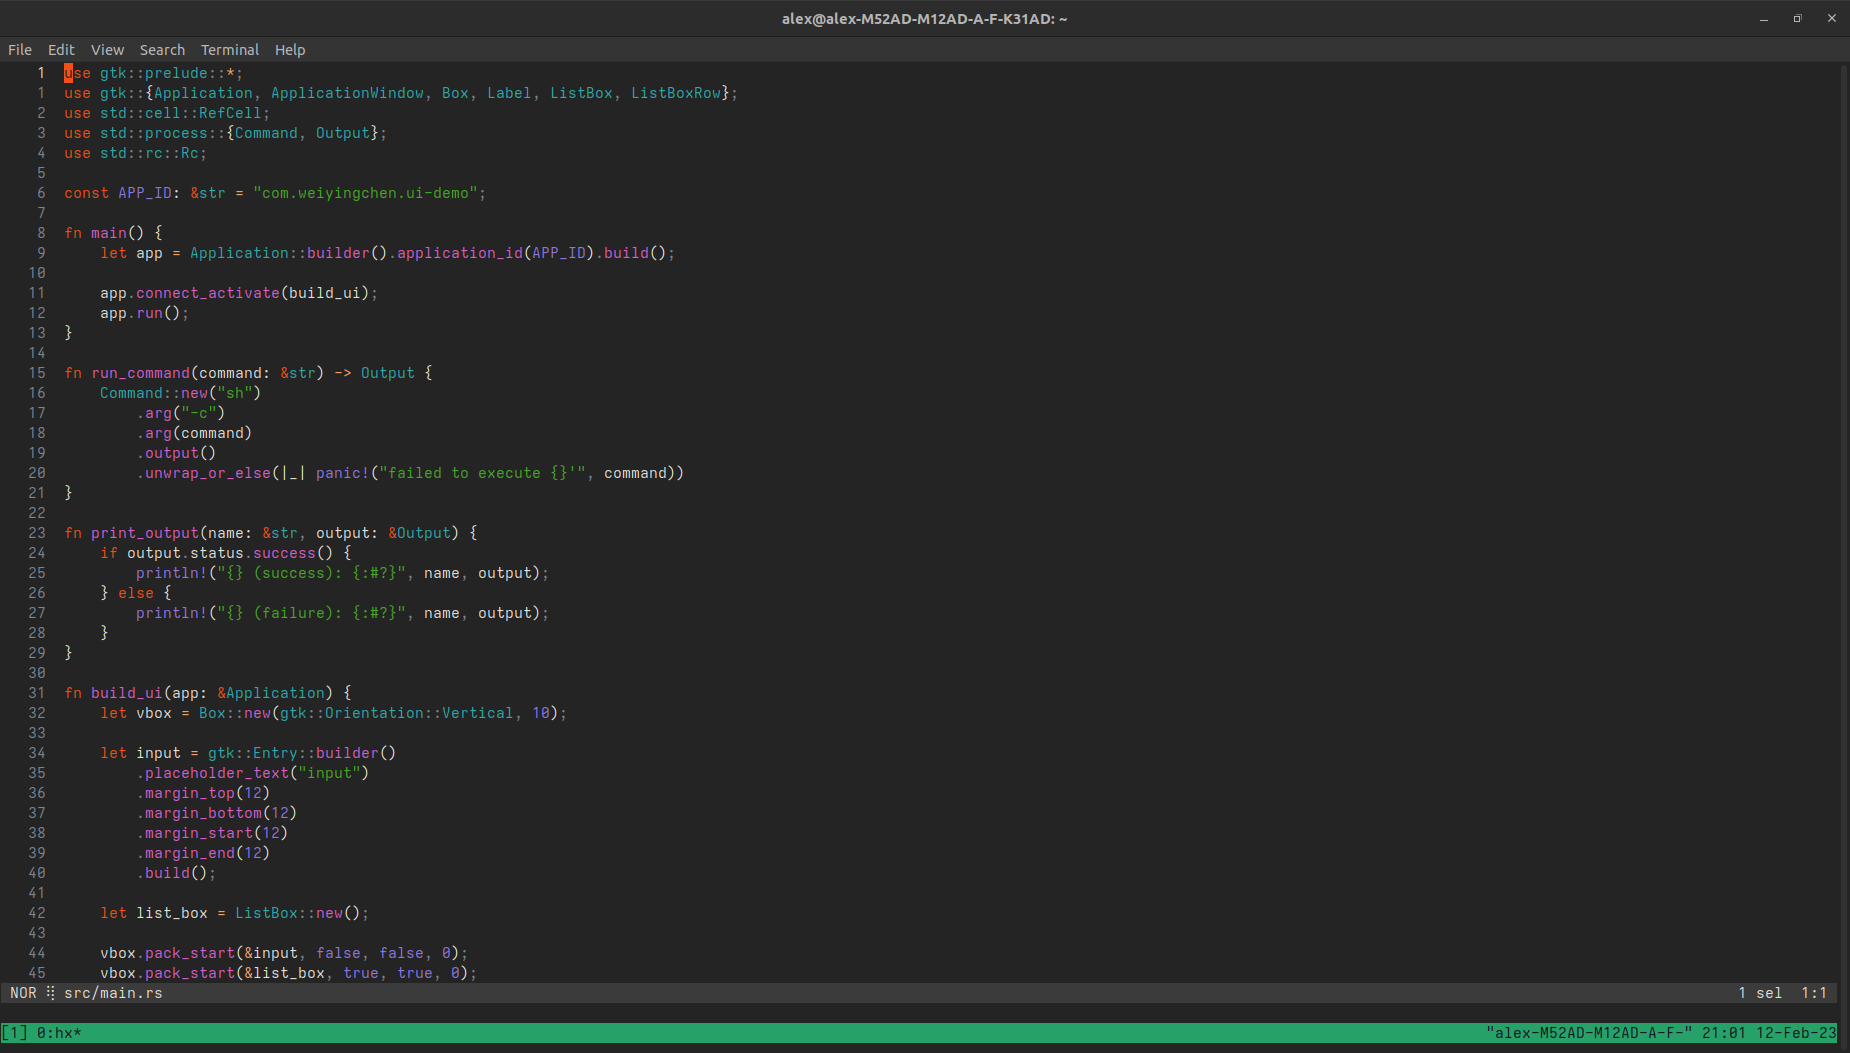 alex@alex-M52AD-M12AD-A-F-K31AD: ~
File Edit View Search Terminal Help
1 use gtk::prelude::*;
1 use gtk::{Application, ApplicationWindow, Box, Label, ListBox, ListBoxRow};
2 use std::cell::RefCell;
3 use std::process::{Command, Output};
4 use std::rc::Rc;
5
6 const APP_ID: &str = "com.weiyingchen.ui-demo";
7
8 fn main() {
9     let app = Application::builder().application_id(APP_ID).build();
10
11     app.connect_activate(build_ui);
12     app.run();
13 }
14
15 fn run_command(command: &str) -> Output {
16     Command::new("sh")
17         .arg("-c")
18         .arg(command)
19         .output()
20         .unwrap_or_else(|_| panic!("failed to execute {}'", command))
21 }
22
23 fn print_output(name: &str, output: &Output) {
24     if output.status.success() {
25         println!("{} (success): {:#?}", name, output);
26     } else {
27         println!("{} (failure): {:#?}", name, output);
28     }
29 }
30
31 fn build_ui(app: &Application) {
32     let vbox = Box::new(gtk::Orientation::Vertical, 10);
33
34     let input = gtk::Entry::builder()
35         .placeholder_text("input")
36         .margin_top(12)
37         .margin_bottom(12)
38         .margin_start(12)
39         .margin_end(12)
40         .build();
41
42     let list_box = ListBox::new();
43
44     vbox.pack_start(&input, false, false, 0);
45     vbox.pack_start(&list_box, true, true, 0);
NOR ⣾ src/main.rs 1 sel 1:1
[1] 0:hx* "alex-M52AD-M12AD-A-F-" 21:01 12-Feb-23